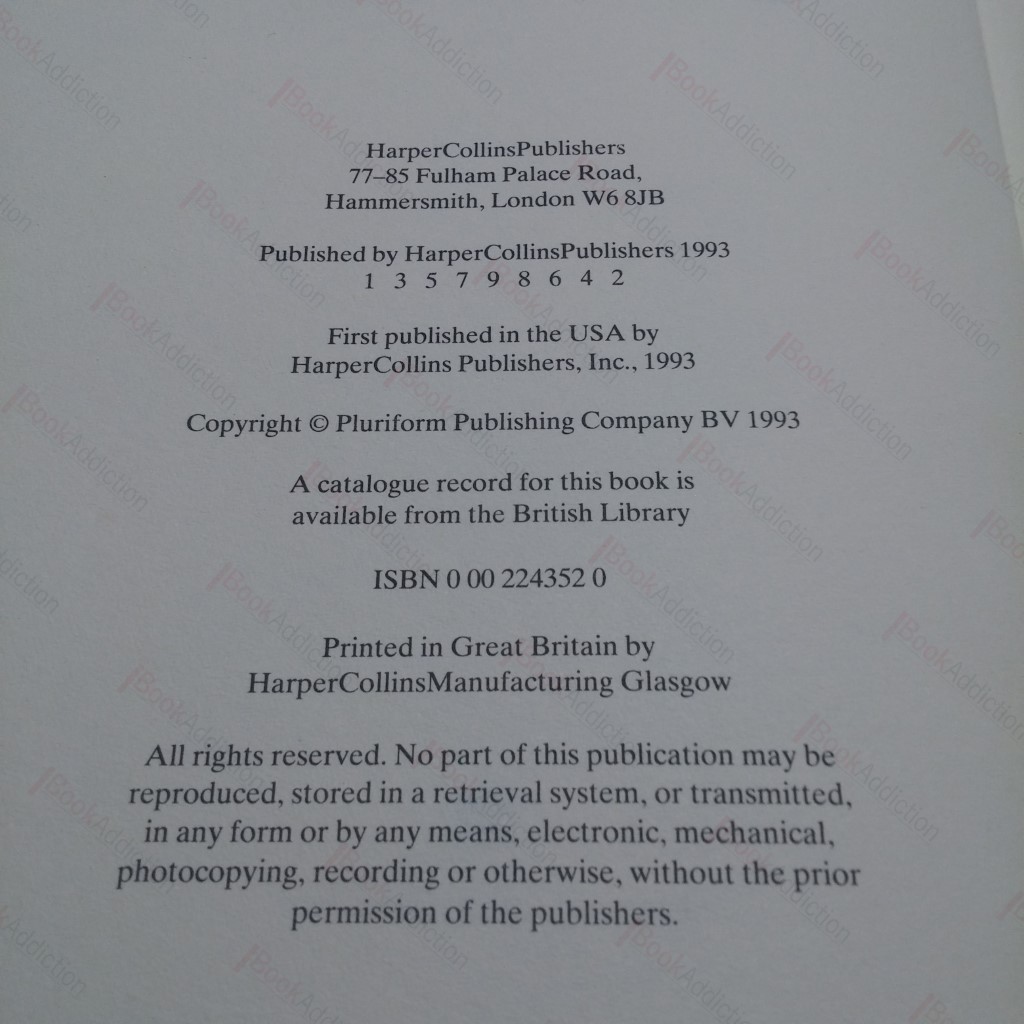 HarperCollinsPublishers
77–85 Fulham Palace Road,
Hammersmith, London W6 8JB
Published by HarperCollinsPublishers 1993
1 3 5 7 9 8 6 4 2
First published in the USA by
HarperCollins Publishers, Inc., 1993
Copyright © Pluriform Publishing Company BV 1993
A catalogue record for this book is
available from the British Library
ISBN 0 00 224352 0
Printed in Great Britain by
HarperCollinsManufacturing Glasgow
All rights reserved. No part of this publication may be
reproduced, stored in a retrieval system, or transmitted,
in any form or by any means, electronic, mechanical,
photocopying, recording or otherwise, without the prior
permission of the publishers.
BookAddiction